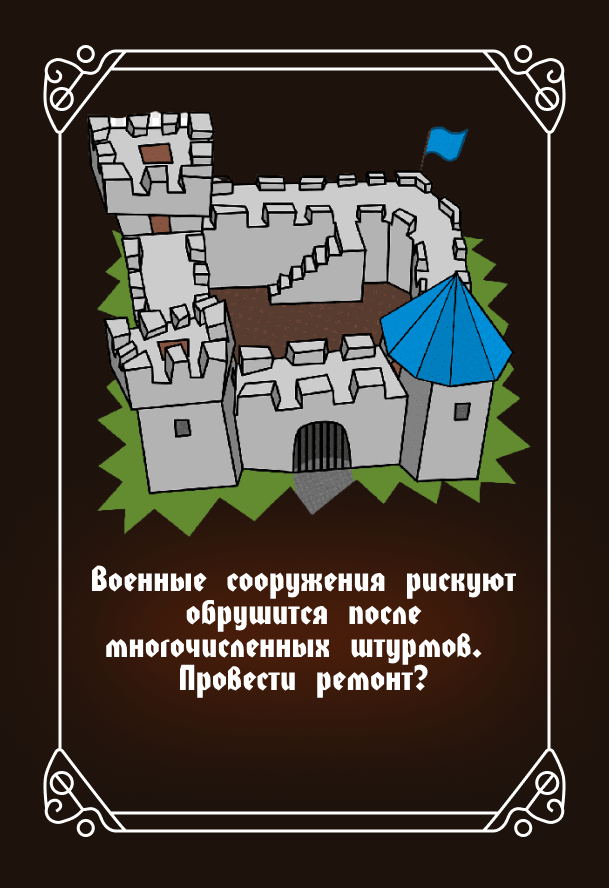 Военные сооружения рискуют
обрушится после
многочисленных штурмов.
Провести ремонт?